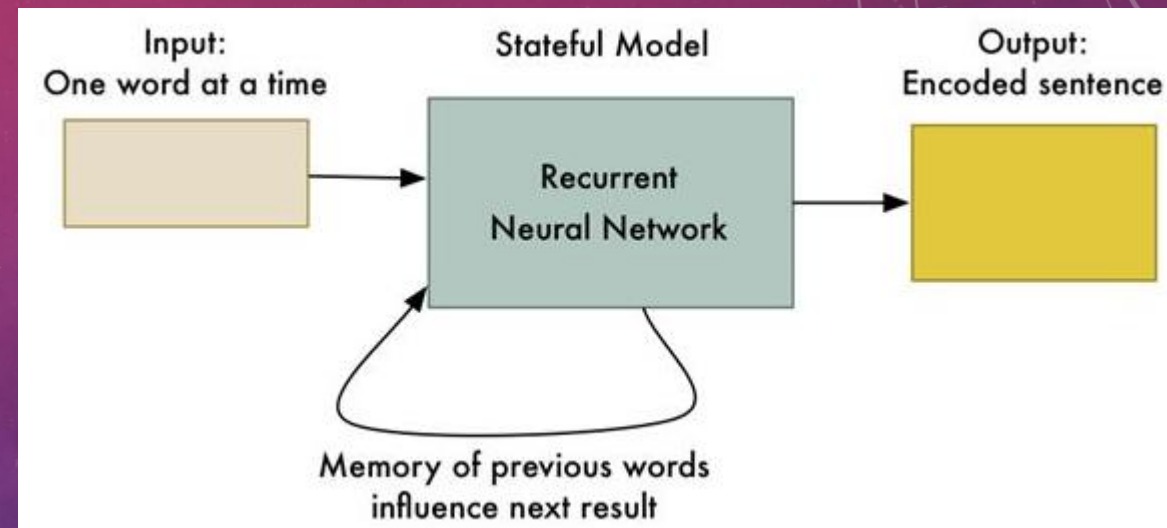 Input:
One word at a time
Stateful Model
Output:
Encoded sentence
Recurrent
Neural Network
Memory of previous words
influence next result